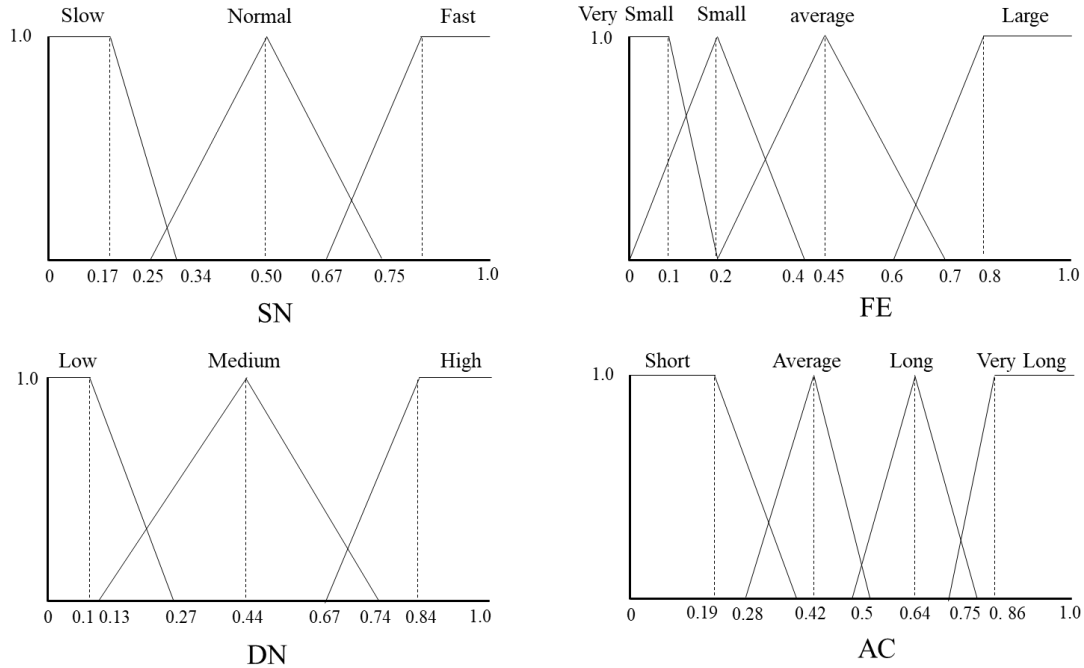 Slow Normal Fast
1.0
0 0.17 0.25 0.34 0.50 0.67 0.75 1.0
SN
Very Small Small average Large
1.0
0 0.1 0.2 0.4 0.45 0.6 0.7 0.8 1.0
FE
Low Medium High
1.0
0 0.1 0.13 0.27 0.44 0.67 0.74 0.84 1.0
DN
Short Average Long Very Long
1.0
0 0.19 0.28 0.42 0.5 0.64 0.75 0. 86 1.0
AC